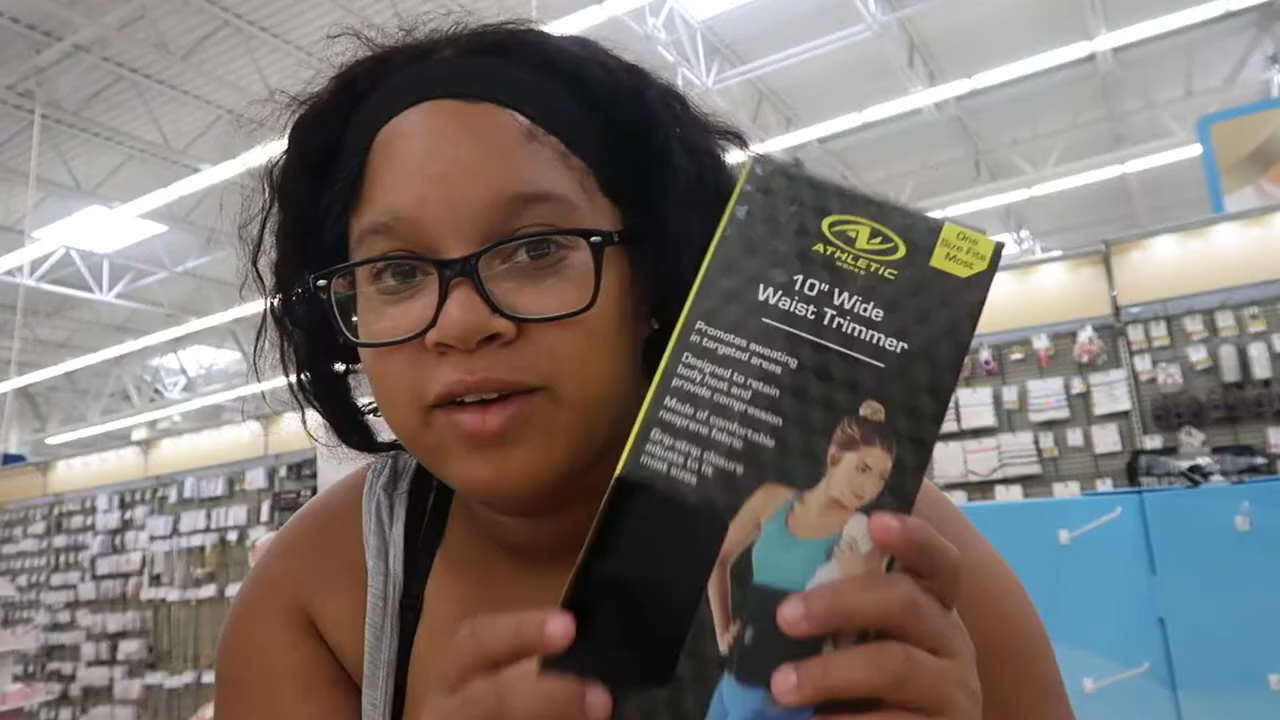 ATHLETIC
WORKS
One
Size Fits
Most
10" Wide
Waist Trimmer
Promotes sweating
in targeted areas
Designed to retain
body heat and
provide compression
Made of comfortable
neoprene fabric
Grip-strap closure
adjusts to fit
most sizes